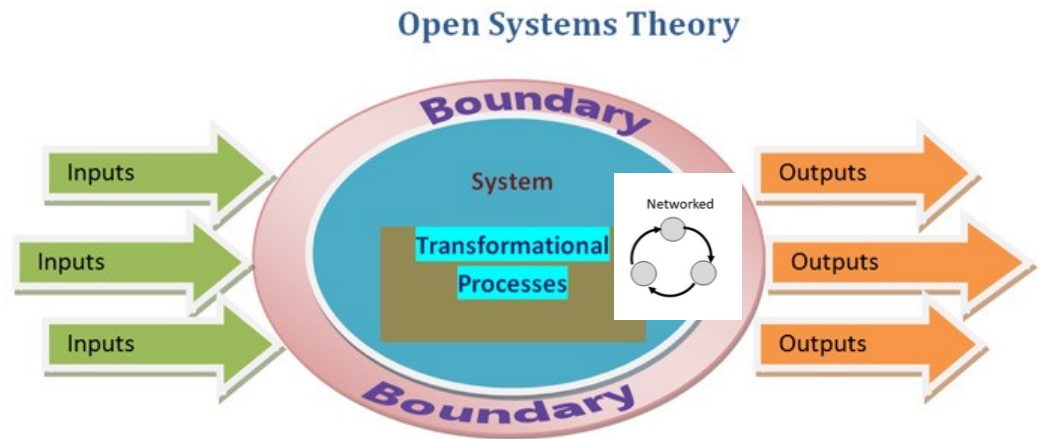 Open Systems Theory
Boundary
Inputs
Outputs
System
Networked
Transformational
Processes
Inputs
Outputs
Inputs
Outputs
Boundary